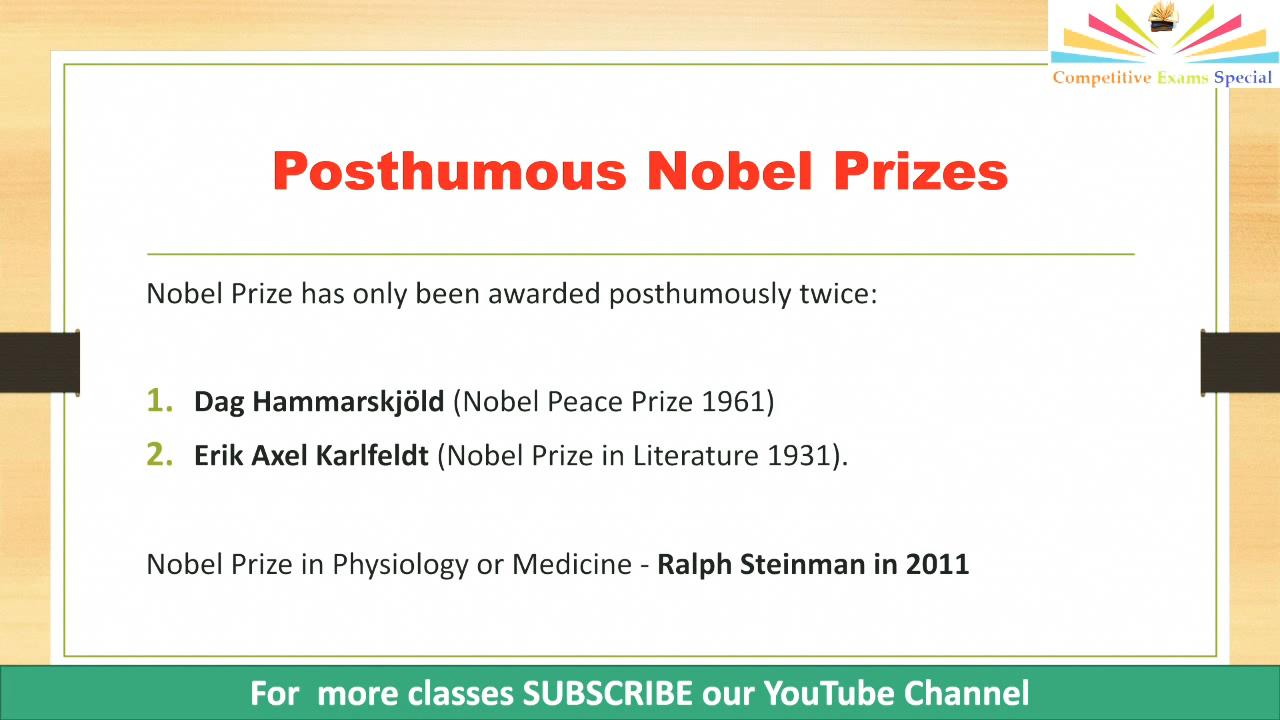 Competitive Exams Special
Posthumous Nobel Prizes
Nobel Prize has only been awarded posthumously twice:
1. Dag Hammarskjöld (Nobel Peace Prize 1961)
2. Erik Axel Karlfeldt (Nobel Prize in Literature 1931).
Nobel Prize in Physiology or Medicine - Ralph Steinman in 2011
For more classes SUBSCRIBE our YouTube Channel